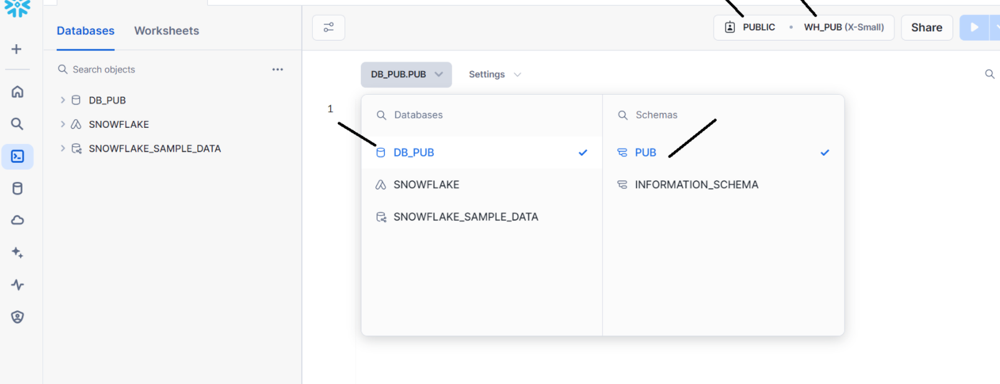 Databases Worksheets
PUBLIC • WH_PUB (X-Small) Share
Search objects
DB_PUB
SNOWFLAKE
SNOWFLAKE_SAMPLE_DATA
DB_PUB.PUB Settings
1
Databases
DB_PUB
SNOWFLAKE
SNOWFLAKE_SAMPLE_DATA
Schemas
PUB
INFORMATION_SCHEMA